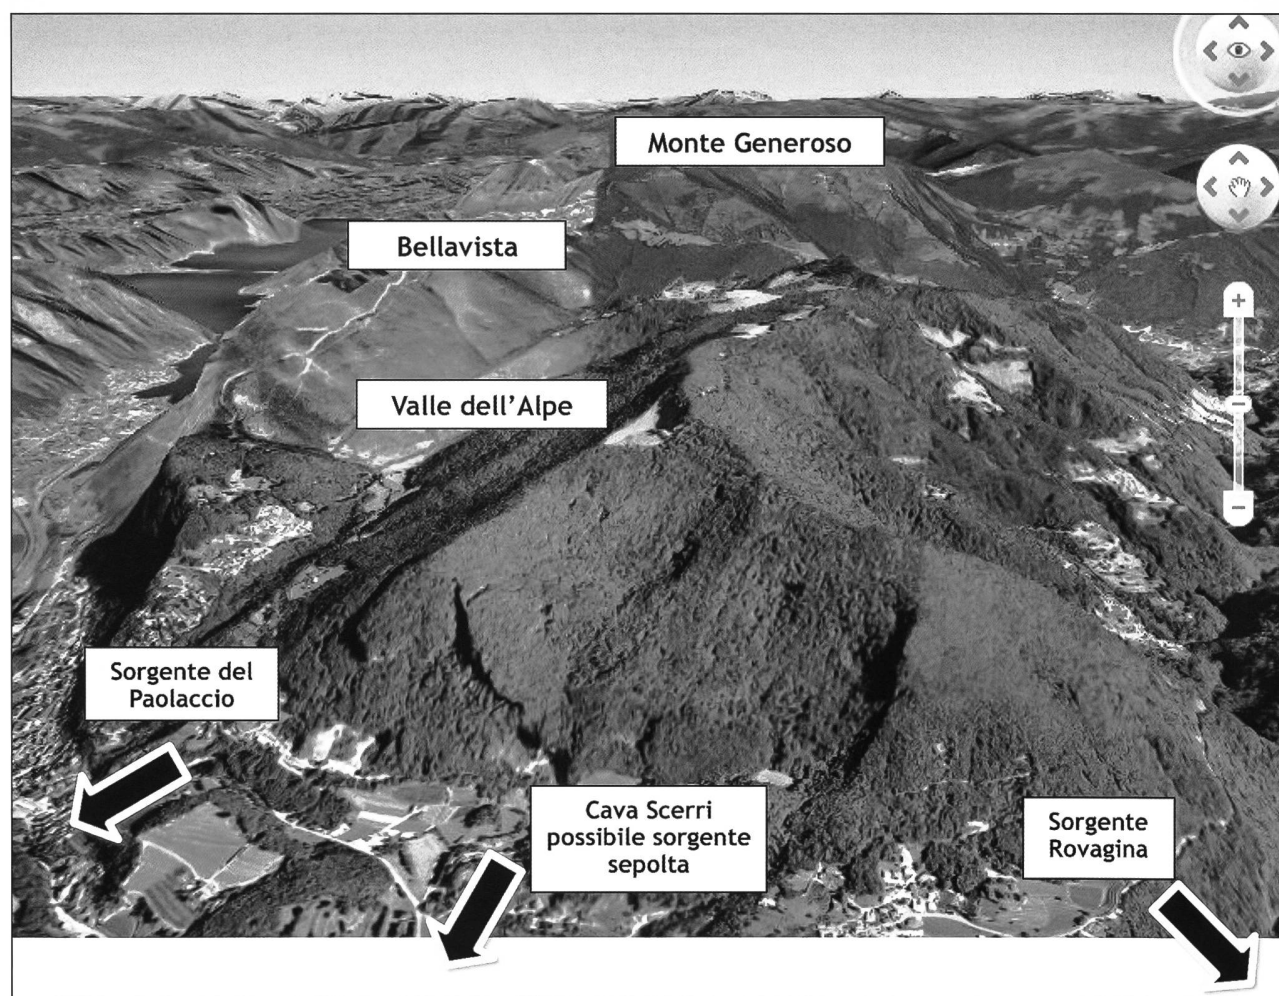 Monte Generoso
Bellavista
Valle dell'Alpe
Sorgente del
Paolaccio
Cava Scerri
possibile sorgente
sepolta
Sorgente
Rovagina